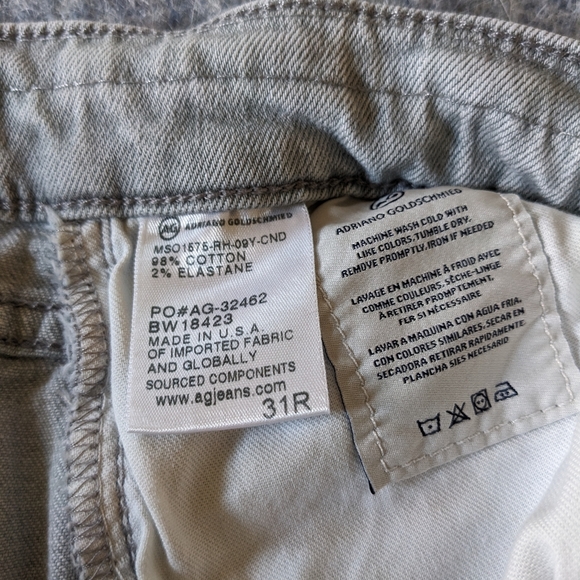 AG ADRIANO GOLDSCHMIED
MSO1575-RH-09Y-CND
98% COTTON
2% ELASTANE
PO#AG-32462
BW18423
MADE IN U.S.A.
OF IMPORTED FABRIC
AND GLOBALLY
SOURCED COMPONENTS
www.agjeans.com
31R
ADRIANO GOLDSCHMIED
MACHINE WASH COLD WITH
LIKE COLORS. TUMBLE DRY.
REMOVE PROMPTLY. IRON IF NEEDED
LAVAGE EN MACHINE À FROID AVEC
COMME COULEURS. SÈCHE-LINGE
À RETIRER PROMPTEMENT.
FER SI NÉCESSAIRE
LAVAR A MAQUINA CON AGUA FRIA.
CON COLORES SIMILARES. SECAR EN
SECADORA RETIRAR RAPIDAMENTE.
PLANCHA SIES NECESARIO